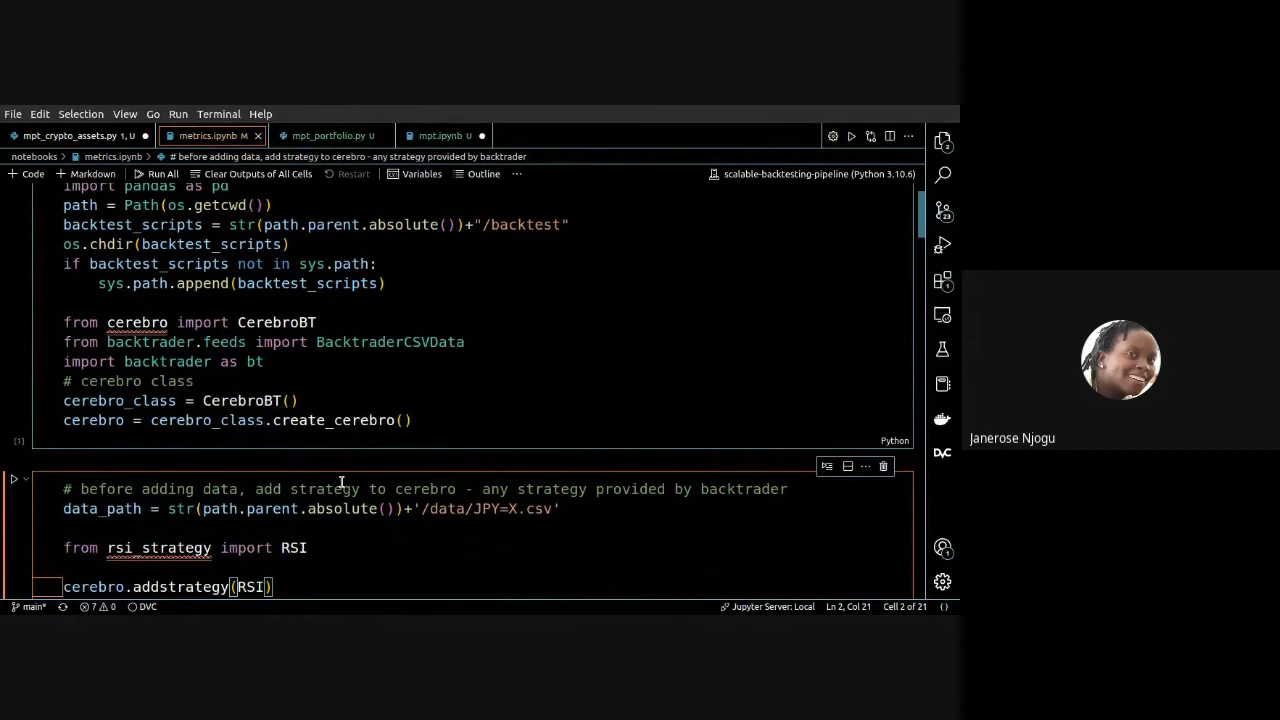 File Edit Selection View Go Run Terminal Help
mpt_crypto_assets.py 1, U metrics.ipynb M mpt_portfolio.py U mpt.ipynb U
notebooks > metrics.ipynb > # before adding data, add strategy to cerebro - any strategy provided by backtrader
+ Code + Markdown Run All Clear Outputs of All Cells Restart Variables Outline ... scalable-backtesting-pipeline (Python 3.10.6)
import pandas as pd
path = Path(os.getcwd())
backtest_scripts = str(path.parent.absolute())+"/backtest"
os.chdir(backtest_scripts)
if backtest_scripts not in sys.path:
sys.path.append(backtest_scripts)
from cerebro import CerebroBT
from backtrader.feeds import BacktraderCSVData
import backtrader as bt
# cerebro class
cerebro_class = CerebroBT()
cerebro = cerebro_class.create_cerebro()
[1] Python
# before adding data, add strategy to cerebro - any strategy provided by backtrader
data_path = str(path.parent.absolute())+'/data/JPY=X.csv'
from rsi_strategy import RSI
cerebro.addstrategy(RSI)
main* 7 0 DVC Jupyter Server: Local Ln 2, Col 21 Cell 2 of 21
2
23
1
DVC
1
Janerose Njogu